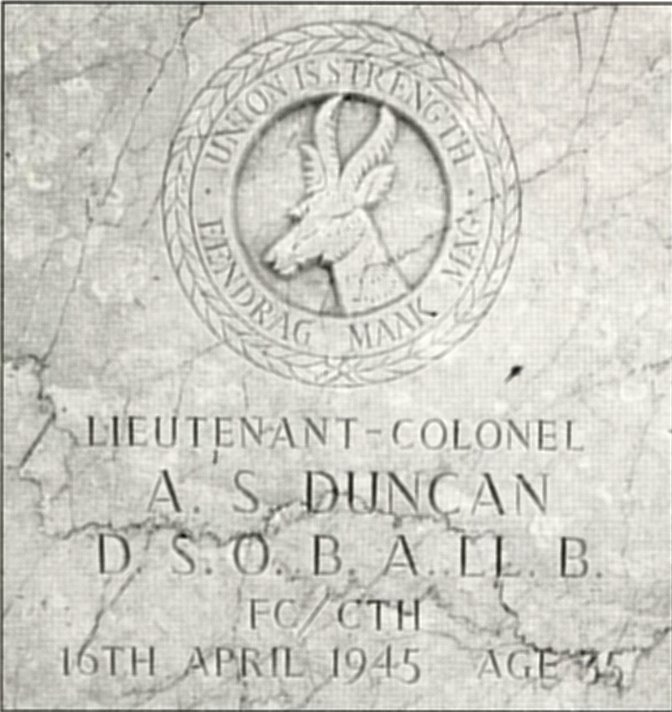 · UNION IS STRENGTH ·
EENDRAG MAAK MAG
LIEUTENANT-COLONEL
A. S. DUNCAN
D. S. O. B. A. LL. B.
FC/CTH
16TH APRIL 1945 AGE 35